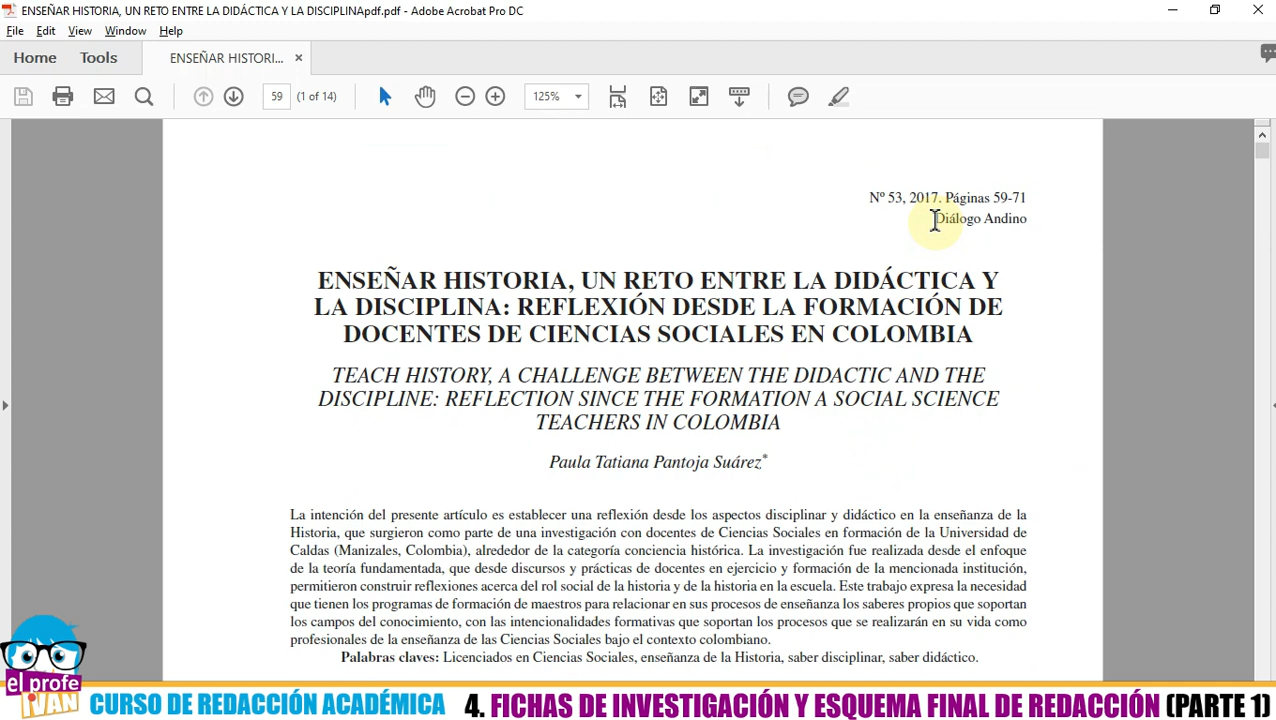 ENSEÑAR HISTORIA, UN RETO ENTRE LA DIDÁCTICA Y LA DISCIPLINApdf.pdf - Adobe Acrobat Pro DC
File Edit View Window Help
Home Tools ENSEÑAR HISTORI... ×
59 (1 of 14) 125%
Nº 53, 2017. Páginas 59-71
Diálogo Andino
ENSEÑAR HISTORIA, UN RETO ENTRE LA DIDÁCTICA Y
LA DISCIPLINA: REFLEXIÓN DESDE LA FORMACIÓN DE
DOCENTES DE CIENCIAS SOCIALES EN COLOMBIA
TEACH HISTORY, A CHALLENGE BETWEEN THE DIDACTIC AND THE
DISCIPLINE: REFLECTION SINCE THE FORMATION A SOCIAL SCIENCE
TEACHERS IN COLOMBIA
Paula Tatiana Pantoja Suárez*
La intención del presente artículo es establecer una reflexión desde los aspectos disciplinar y didáctico en la enseñanza de la
Historia, que surgieron como parte de una investigación con docentes de Ciencias Sociales en formación de la Universidad de
Caldas (Manizales, Colombia), alrededor de la categoría conciencia histórica. La investigación fue realizada desde el enfoque
de la teoría fundamentada, que desde discursos y prácticas de docentes en ejercicio y formación de la mencionada institución,
permitieron construir reflexiones acerca del rol social de la historia y de la historia en la escuela. Este trabajo expresa la necesidad
que tienen los programas de formación de maestros para relacionar en sus procesos de enseñanza los saberes propios que soportan
los campos del conocimiento, con las intencionalidades formativas que soportan los procesos que se realizarán en su vida como
profesionales de la enseñanza de las Ciencias Sociales bajo el contexto colombiano.
Palabras claves: Licenciados en Ciencias Sociales, enseñanza de la Historia, saber disciplinar, saber didáctico.
el profe
IVAN
CURSO DE REDACCIÓN ACADÉMICA 4. FICHAS DE INVESTIGACIÓN Y ESQUEMA FINAL DE REDACCIÓN (PARTE 1)